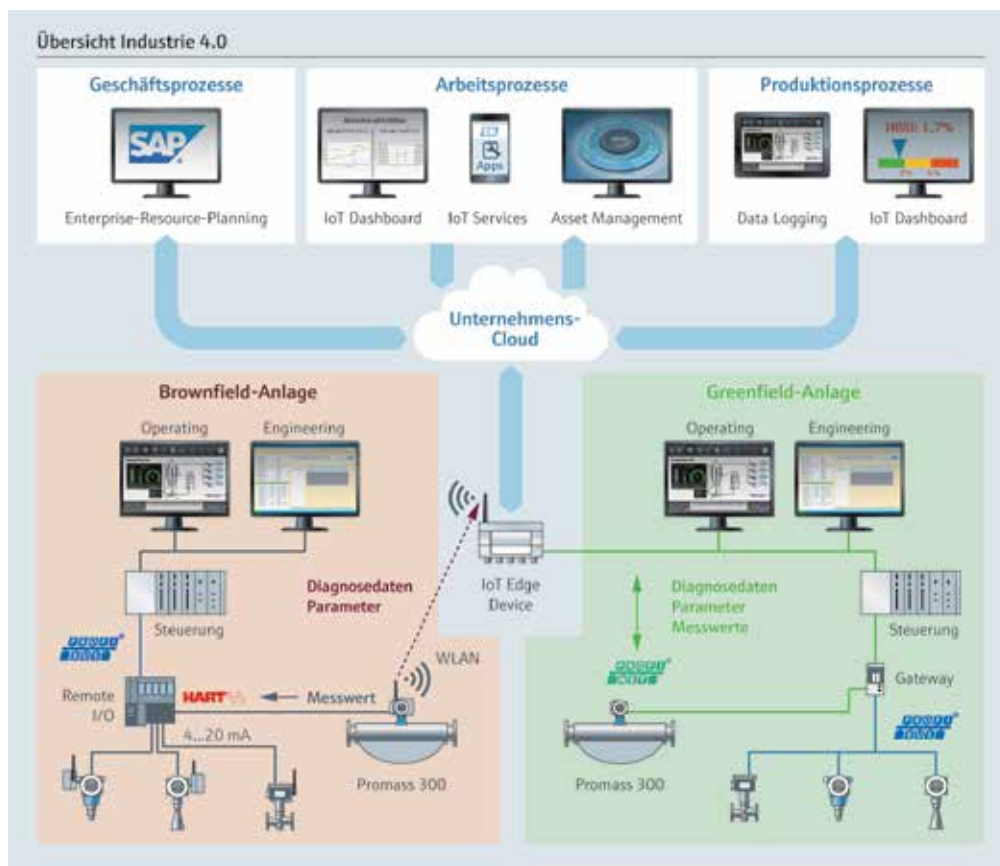 Übersicht Industrie 4.0
Geschäftsprozesse
SAP
Enterprise-Resource-Planning
Arbeitsprozesse
Apps
IoT Dashboard
IoT Services
Asset Management
Produktionsprozesse
Data Logging
IoT Dashboard
Unternehmens-
Cloud
Brownfield-Anlage
Operating
Engineering
Steuerung
Diagnosedaten
Parameter
WLAN
Remote
I/O
HART
Messwert
4...20 mA
Promass 300
IoT Edge
Device
Greenfield-Anlage
Operating
Engineering
Diagnosedaten
Parameter
Messwerte
Steuerung
Gateway
Promass 300